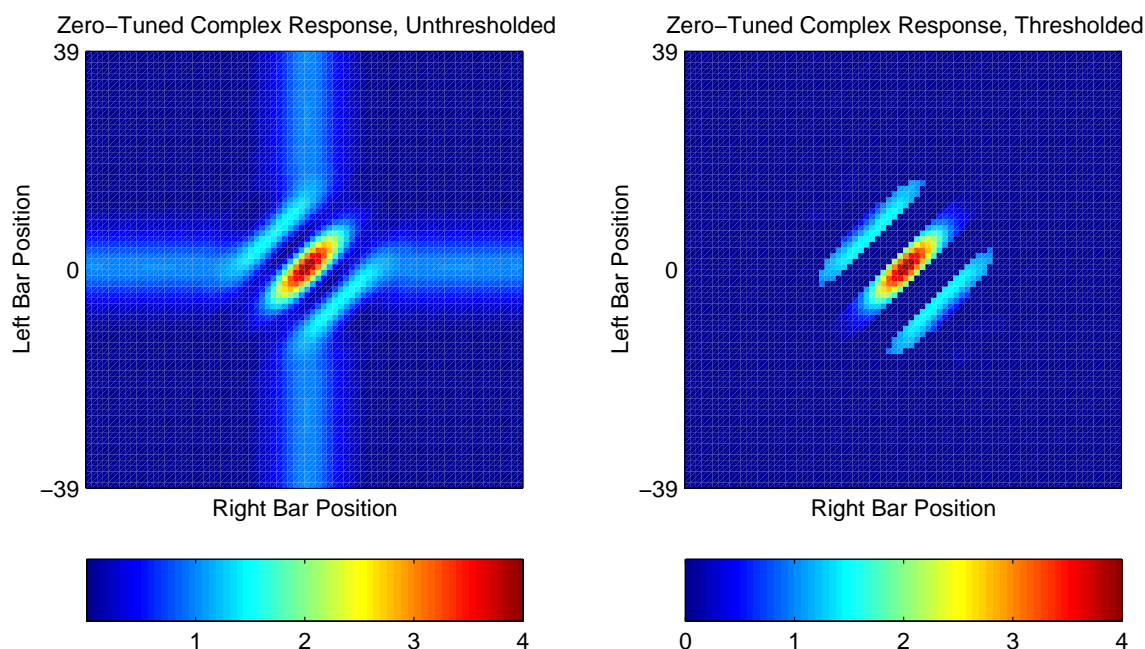 Zero−Tuned Complex Response, Unthresholded
39
Left Bar Position
0
−39
Right Bar Position
1 2 3 4
Zero−Tuned Complex Response, Thresholded
39
Left Bar Position
0
−39
Right Bar Position
0 1 2 3 4